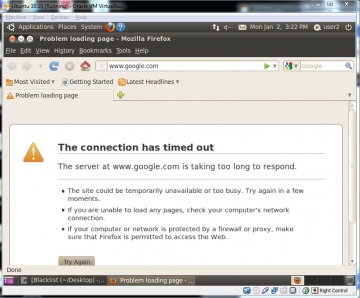 Ubuntu 10.10 [Running] - Oracle VM VirtualBox
Machine View Devices Help
Applications Places System
Mon Jan 2, 3:22 PM user2
Problem loading page - Mozilla Firefox
File Edit View History Bookmarks Tools Help
www.google.com
Google
Most Visited Getting Started Latest Headlines
Problem loading page
The connection has timed out
The server at www.google.com is taking too long to respond.
The site could be temporarily unavailable or too busy. Try again in a few
moments.
If you are unable to load any pages, check your computer's network
connection.
If your computer or network is protected by a firewall or proxy, make
sure that Firefox is permitted to access the Web.
Try Again
Done
[Blacklist (~/Desktop) -...
Problem loading page - ...
Right Control